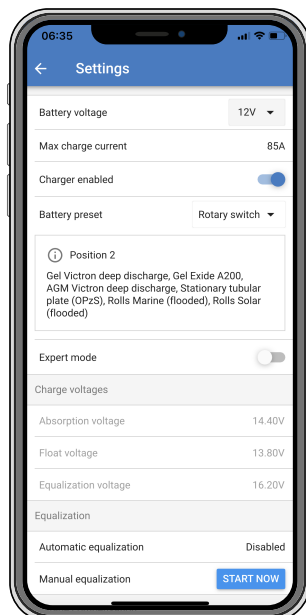 06:35
Settings
Battery voltage 12V
Max charge current 85A
Charger enabled
Battery preset Rotary switch
Position 2
Gel Victron deep discharge, Gel Exide A200,
AGM Victron deep discharge, Stationary tubular
plate (OPzS), Rolls Marine (flooded), Rolls Solar
(flooded)
Expert mode
Charge voltages
Absorption voltage 14.40V
Float voltage 13.80V
Equalization voltage 16.20V
Equalization
Automatic equalization Disabled
Manual equalization START NOW